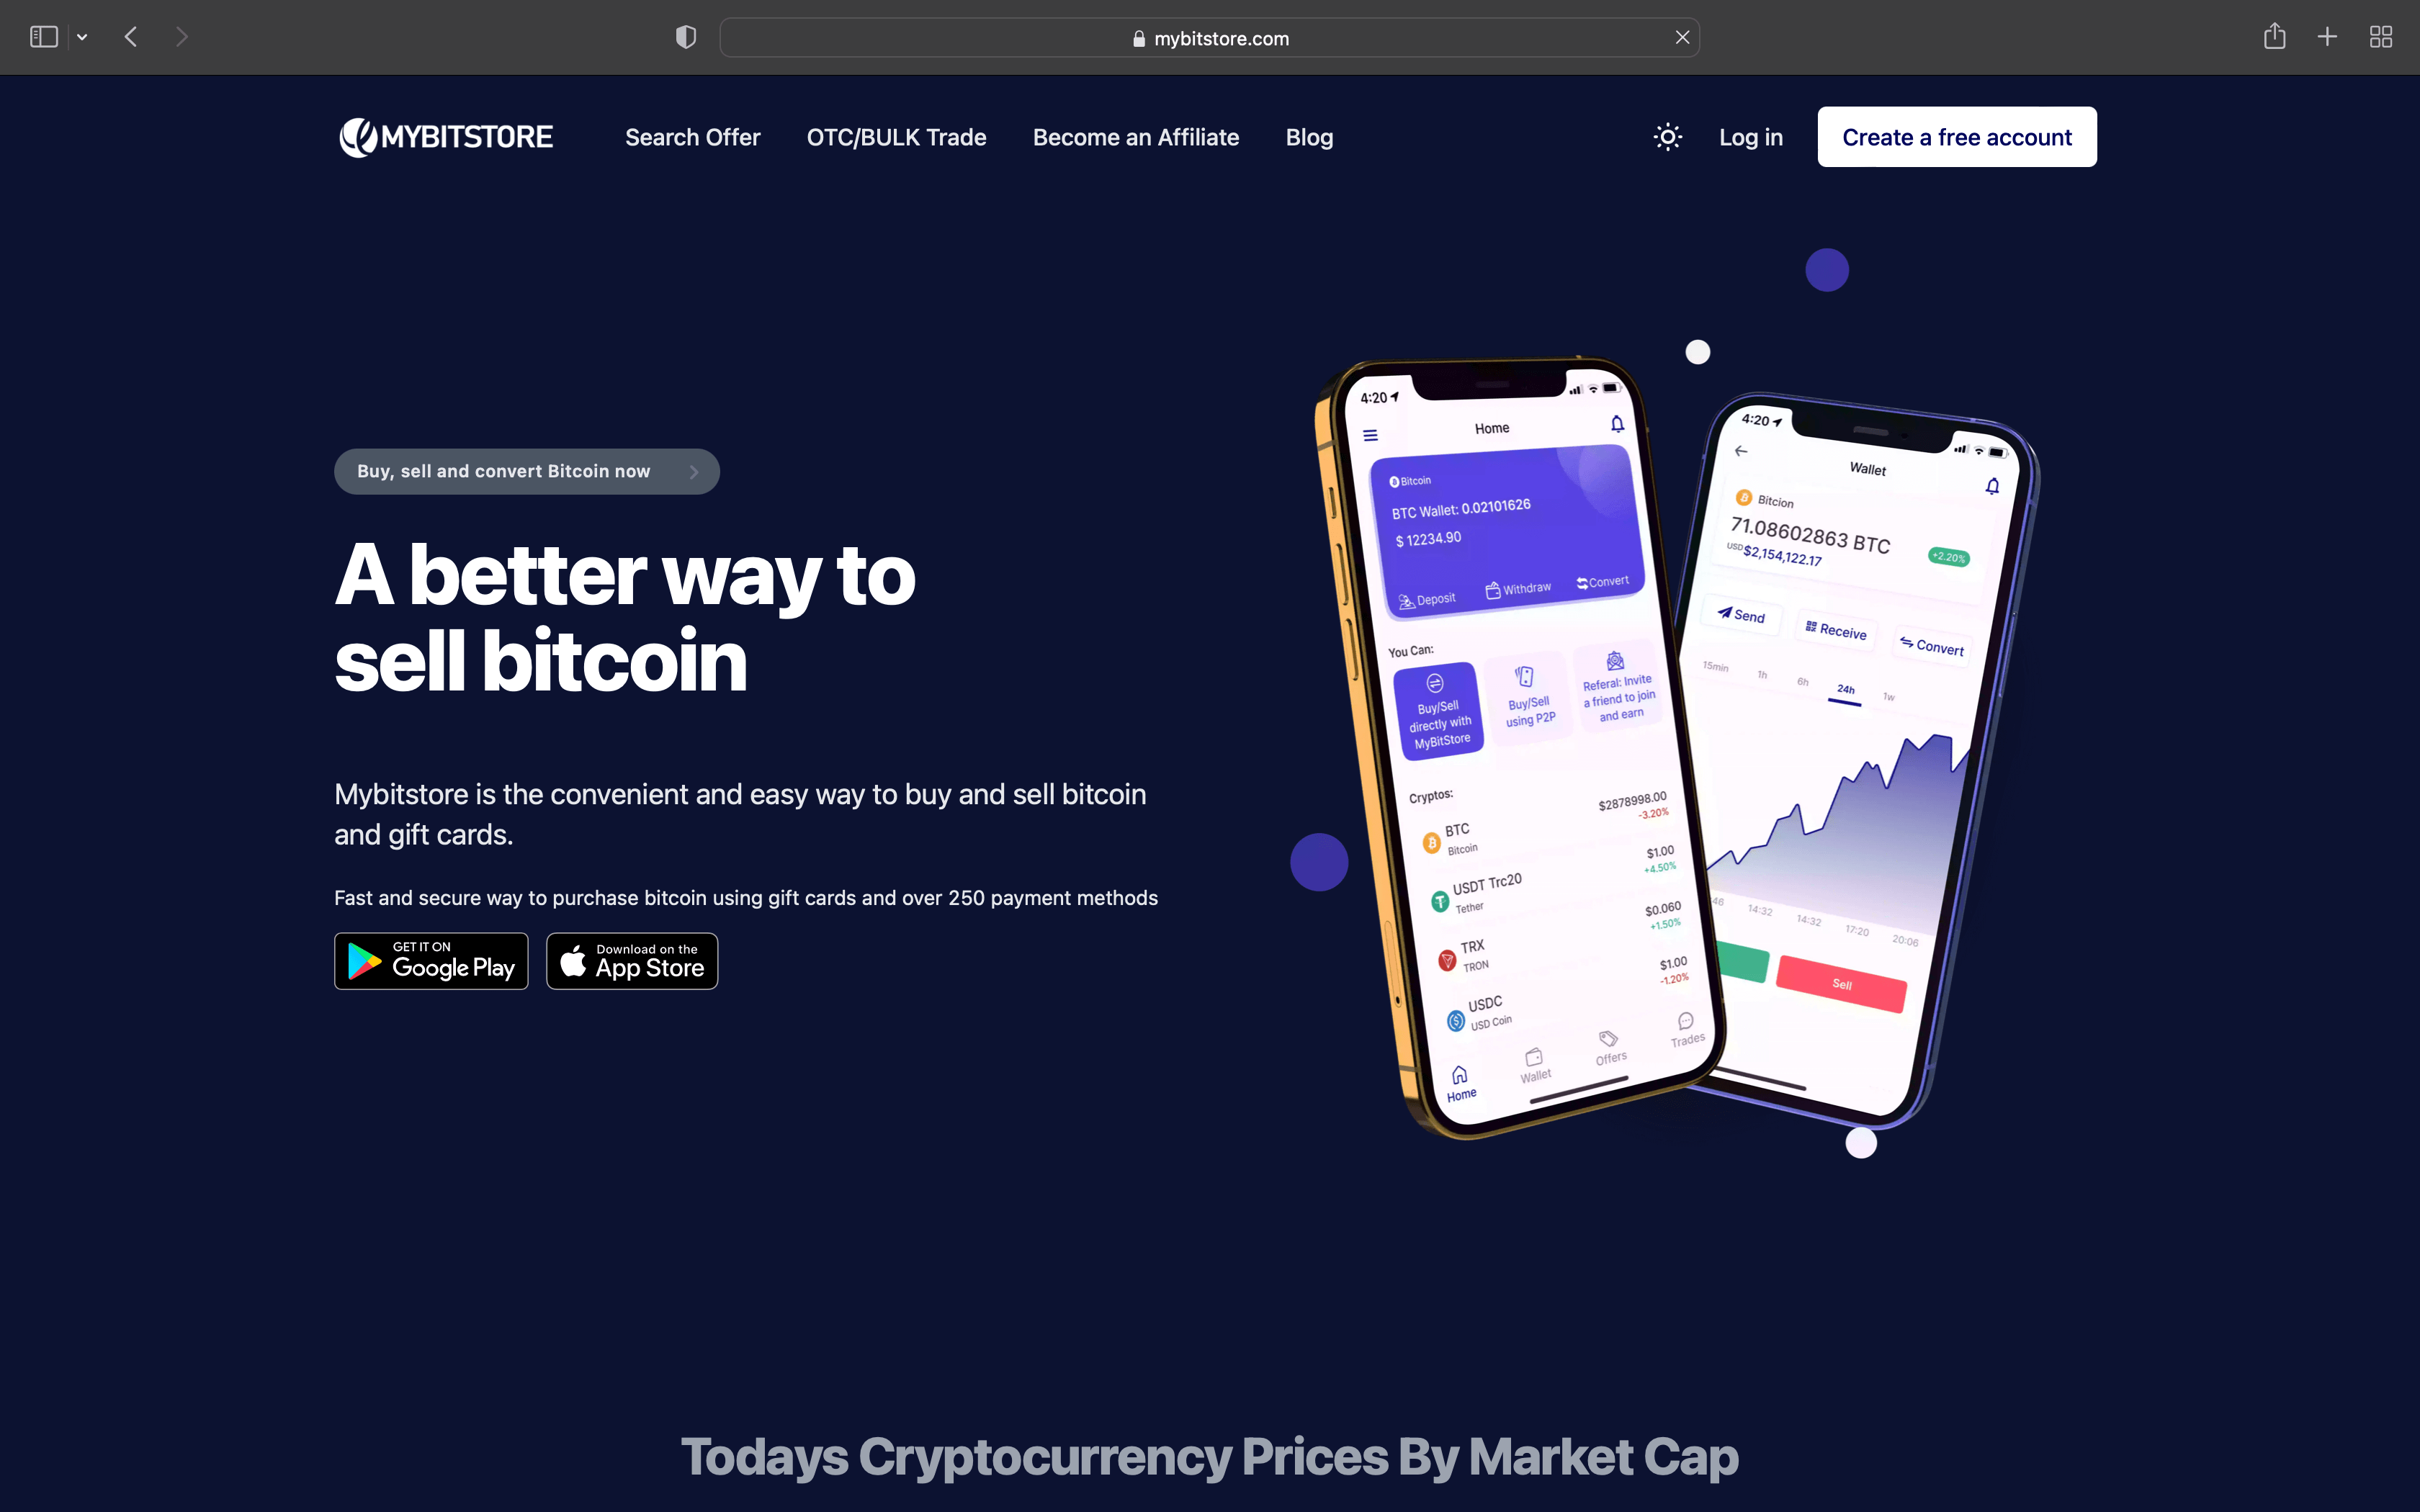 mybitstore.com
MYBITSTORE
Search Offer
OTC/BULK Trade
Become an Affiliate
Blog
Log in
Create a free account
Buy, sell and convert Bitcoin now
A better way to
sell bitcoin
Mybitstore is the convenient and easy way to buy and sell bitcoin
and gift cards.
Fast and secure way to purchase bitcoin using gift cards and over 250 payment methods
GET IT ON
Google Play
Download on the
App Store
4:20
Home
Bitcoin
BTC Wallet: 0.02101626
$ 12234.90
Deposit
Withdraw
Convert
You Can:
Buy/Sell
directly with
MyBitStore
Buy/Sell
using P2P
Referal: Invite
a friend to join
and earn
Cryptos:
BTC
Bitcoin
$2878998.00
-3.20%
USDT Trc20
Tether
$1.00
+4.50%
TRX
TRON
$0.060
+1.50%
USDC
USD Coin
$1.00
-1.20%
Home
Wallet
Offers
Trades
4:20
Wallet
Bitcion
71.08602863 BTC
USD$2,154,122.17
+2.20%
Send
Receive
Convert
15min
1h
6h
24h
1w
46
14:32
14:32
17:20
20:06
Sell
Todays Cryptocurrency Prices By Market Cap